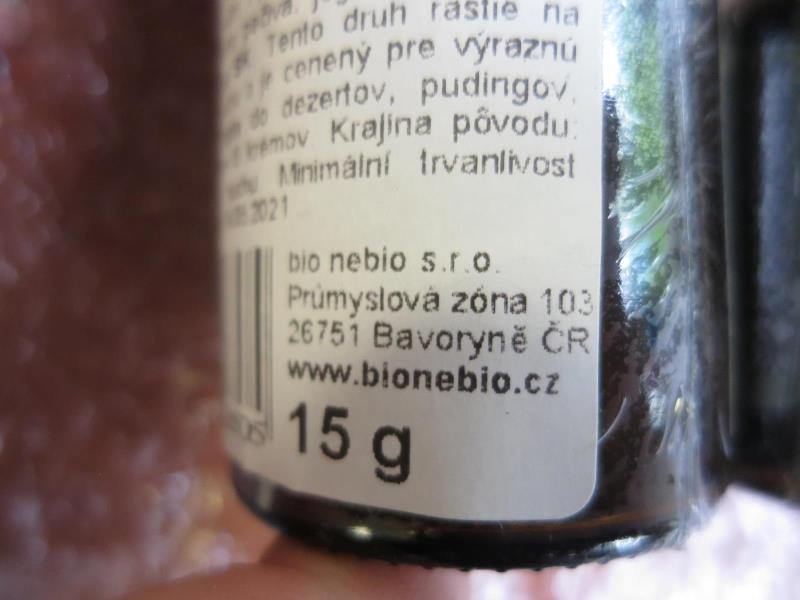 Tento druh rastie na
je cenený pre výraznú
do dezertov, pudingov,
krémov Krajina pôvodu:
Minimální trvanlivost
2021
bio nebio s.r.o.
Průmyslová zóna 103
26751 Bavoryně ČR
www.bionebio.cz
15 g